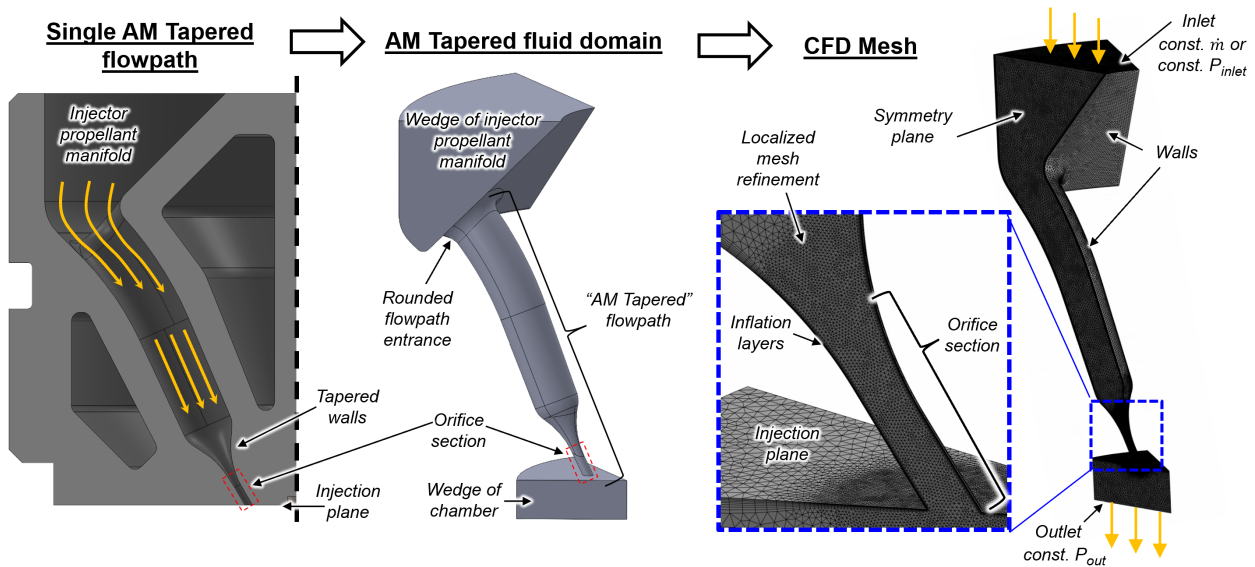 Single AM Tapered
flowpath
Injector
propellant
manifold
Tapered
walls
Orifice
section
Injection
plane
AM Tapered fluid domain
Wedge of injector
propellant
manifold
Rounded
flowpath
entrance
“AM Tapered”
flowpath
Wedge of
chamber
CFD Mesh
Localized
mesh
refinement
Inflation
layers
Orifice
section
Injection
plane
Inlet
const. ṁ or
const. Pinlet
Symmetry
plane
Walls
Outlet
const. Pout